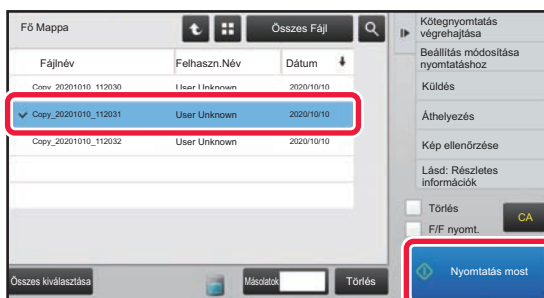 Fő Mappa
Összes Fájl
Fájlnév
Felhaszn.Név
Dátum
Copy_20201010_112030
User Unknown
2020/10/10
Copy_20201010_112031
User Unknown
2020/10/10
Copy_20201010_112032
User Unknown
2020/10/10
Összes kiválasztása
Másolatok
Törlés
Kötegnyomtatás
végrehajtása
Beállítás módosítása
nyomtatáshoz
Küldés
Áthelyezés
Kép ellenőrzése
Lásd: Részletes
információk
Törlés
F/F nyomt.
CA
Nyomtatás most